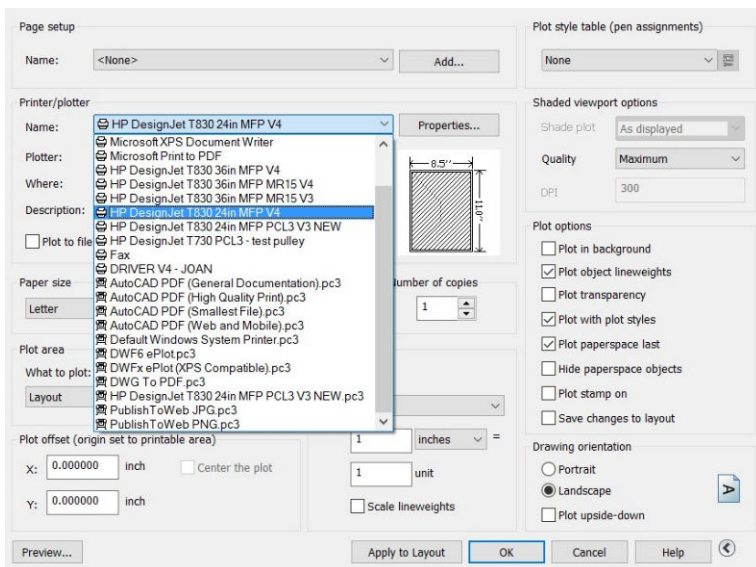 Page setup
Name:
<None>
Add...
Printer/plotter
Name:
HP DesignJet T830 24in MFP V4
Properties...
Plotter:
Where:
Description:
Plot to file
Microsoft XPS Document Writer
Microsoft Print to PDF
HP DesignJet T830 36in MFP V4
HP DesignJet T830 36in MFP MR15 V4
HP DesignJet T830 36in MFP MR15 V3
HP DesignJet T830 24in MFP V4
HP DesignJet T830 24in MFP PCL3 V3 NEW
HP DesignJet T730 PCL3 - test pulley
Fax
DRIVER V4 - JOAN
AutoCAD PDF (General Documentation).pc3
AutoCAD PDF (High Quality Print).pc3
AutoCAD PDF (Smallest File).pc3
AutoCAD PDF (Web and Mobile).pc3
Default Windows System Printer.pc3
DWF6 ePlot.pc3
DWFx ePlot (XPS Compatible).pc3
DWG To PDF.pc3
HP DesignJet T830 24in MFP PCL3 V3 NEW.pc3
PublishToWeb JPG.pc3
PublishToWeb PNG.pc3
8.5''
11.0''
Paper size
Letter
Number of copies
1
Plot area
What to plot:
Layout
Plot offset (origin set to printable area)
X:
0.000000
inch
Center the plot
Y:
0.000000
inch
1
inches
=
1
unit
Scale lineweights
Plot style table (pen assignments)
None
Shaded viewport options
Shade plot
As displayed
Quality
Maximum
DPI
300
Plot options
Plot in background
Plot object lineweights
Plot transparency
Plot with plot styles
Plot paperspace last
Hide paperspace objects
Plot stamp on
Save changes to layout
Drawing orientation
Portrait
Landscape
Plot upside-down
A
Preview...
Apply to Layout
OK
Cancel
Help